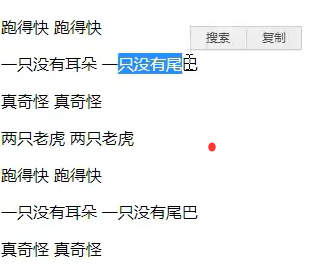 跑得快 跑得快
搜索 复制
一只没有耳朵 一只没有尾巴
真奇怪 真奇怪
两只老虎 两只老虎
跑得快 跑得快
一只没有耳朵 一只没有尾巴
真奇怪 真奇怪